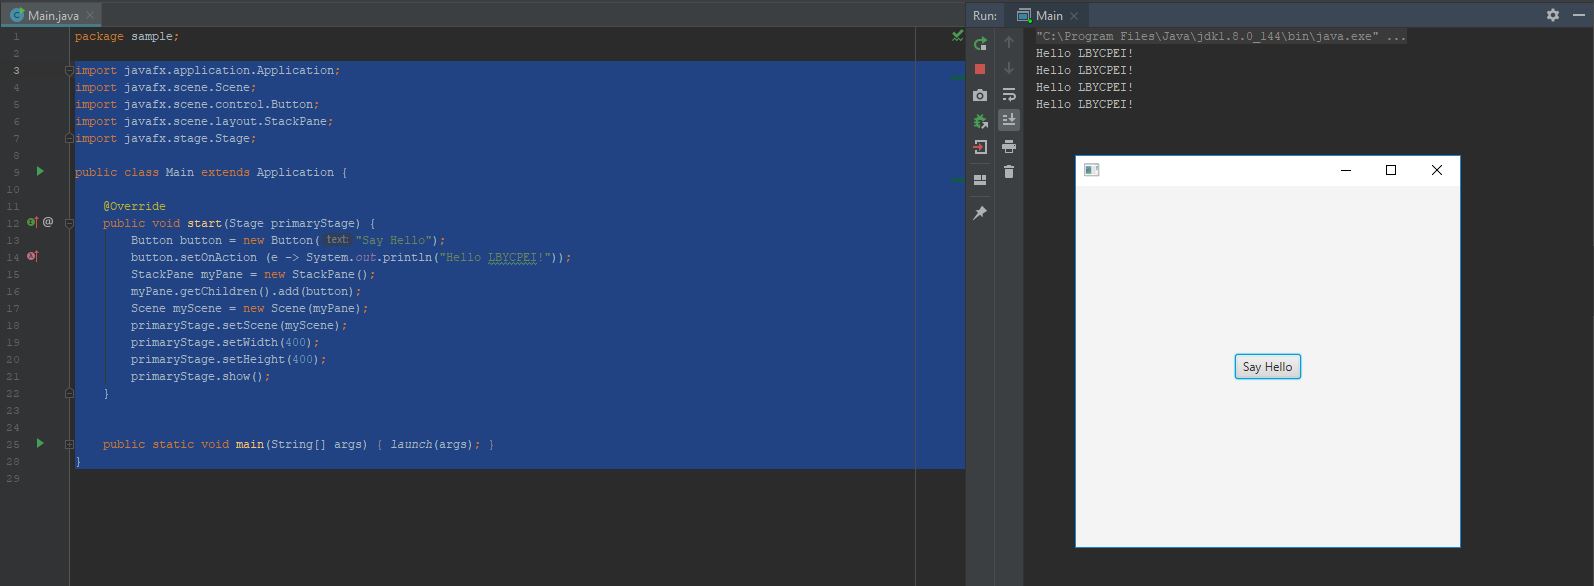 Main.java
1 package sample;
2
3 import javafx.application.Application;
4 import javafx.scene.Scene;
5 import javafx.scene.control.Button;
6 import javafx.scene.layout.StackPane;
7 import javafx.stage.Stage;
8
9 public class Main extends Application {
10
11 @Override
12 @ public void start(Stage primaryStage) {
13 Button button = new Button( text: "Say Hello");
14 button.setOnAction (e -> System.out.println("Hello LBYCPEI!"));
15 StackPane myPane = new StackPane();
16 myPane.getChildren().add(button);
17 Scene myScene = new Scene(myPane);
18 primaryStage.setScene(myScene);
19 primaryStage.setWidth(400);
20 primaryStage.setHeight(400);
21 primaryStage.show();
22 }
23
24
25 public static void main(String[] args) { launch(args); }
28 }
29
Run: Main
"C:\Program Files\Java\jdk1.8.0_144\bin\java.exe" ...
Hello LBYCPEI!
Hello LBYCPEI!
Hello LBYCPEI!
Hello LBYCPEI!
Say Hello